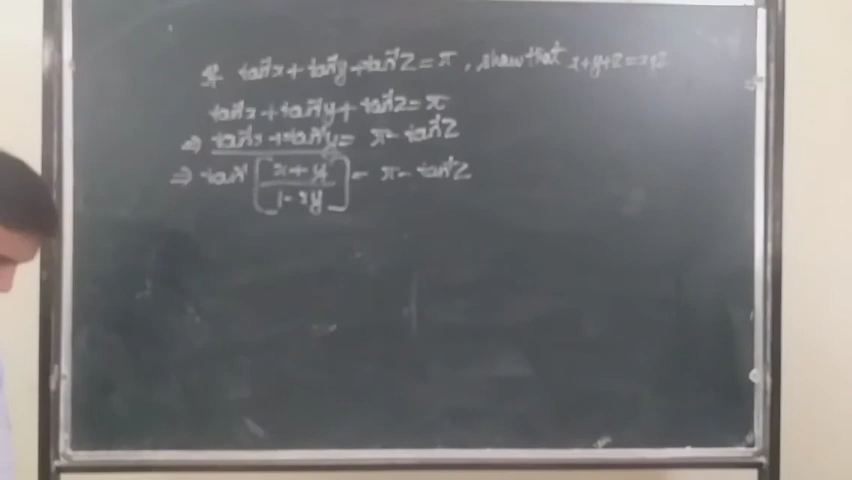 If tan⁻¹x + tan⁻¹y + tan⁻¹z = π, show that x+y+z=xyz
tan⁻¹x + tan⁻¹y + tan⁻¹z = π
⇒ tan⁻¹x + tan⁻¹y = π - tan⁻¹z
⇒ tan⁻¹ [(x + y)/(1 - xy)] = π - tan⁻¹z